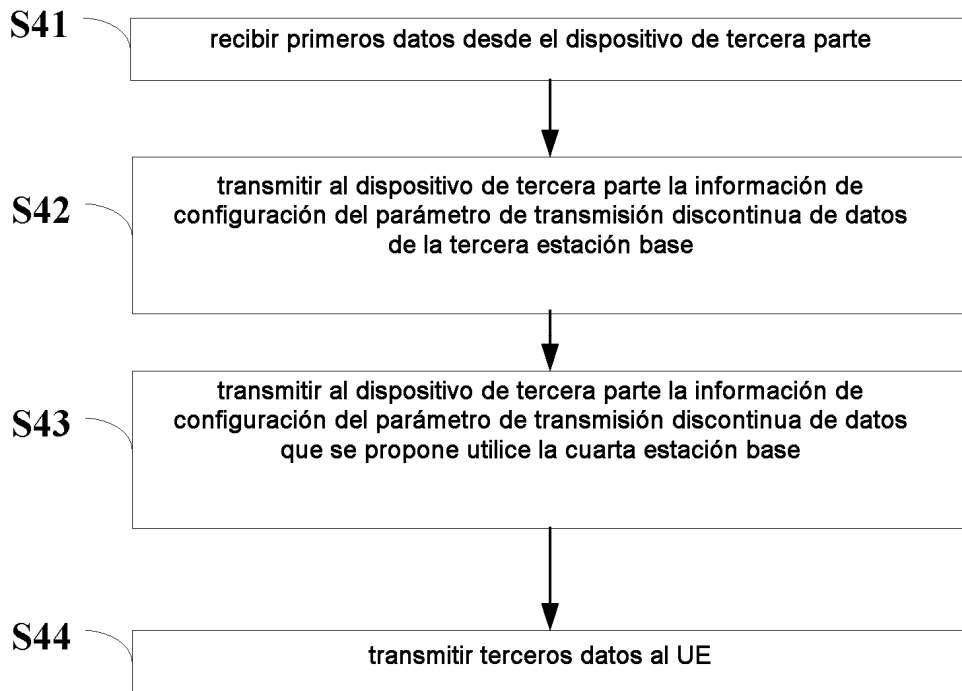 S41
recibir primeros datos desde el dispositivo de tercera parte
S42
transmitir al dispositivo de tercera parte la información de
configuración del parámetro de transmisión discontinua de datos
de la tercera estación base
S43
transmitir al dispositivo de tercera parte la información de
configuración del parámetro de transmisión discontinua de datos
que se propone utilice la cuarta estación base
S44
transmitir terceros datos al UE